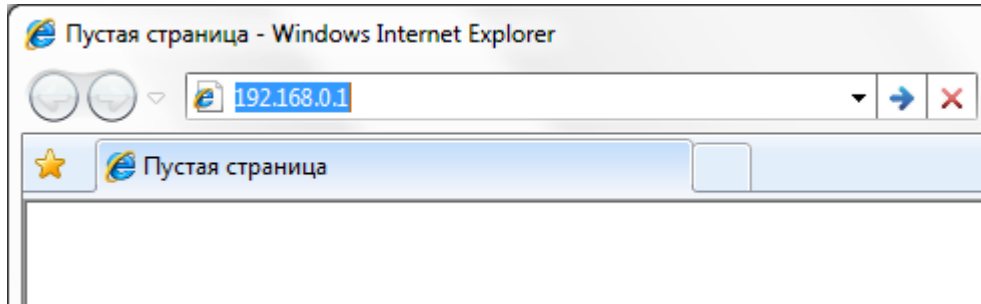 Пустая страница - Windows Internet Explorer
192.168.0.1
Пустая страница